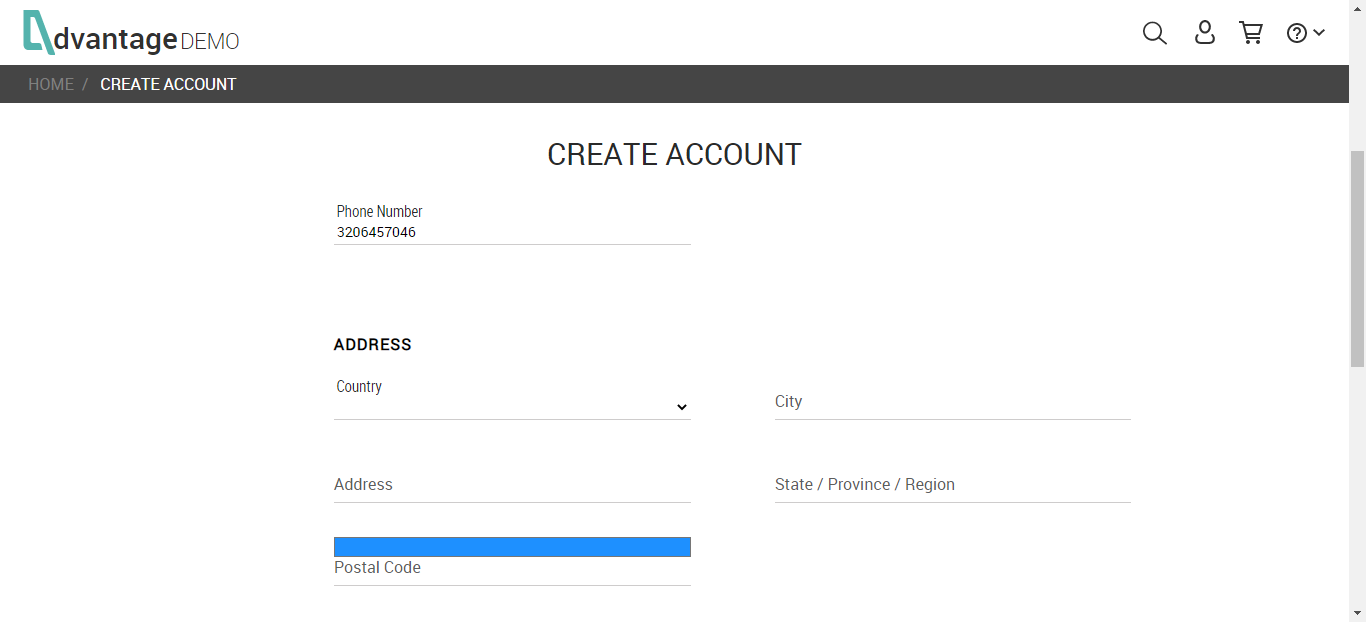 dvantage DEMO
HOME / CREATE ACCOUNT
CREATE ACCOUNT
Phone Number
3206457046
ADDRESS
Country
City
Address
State / Province / Region
Postal Code